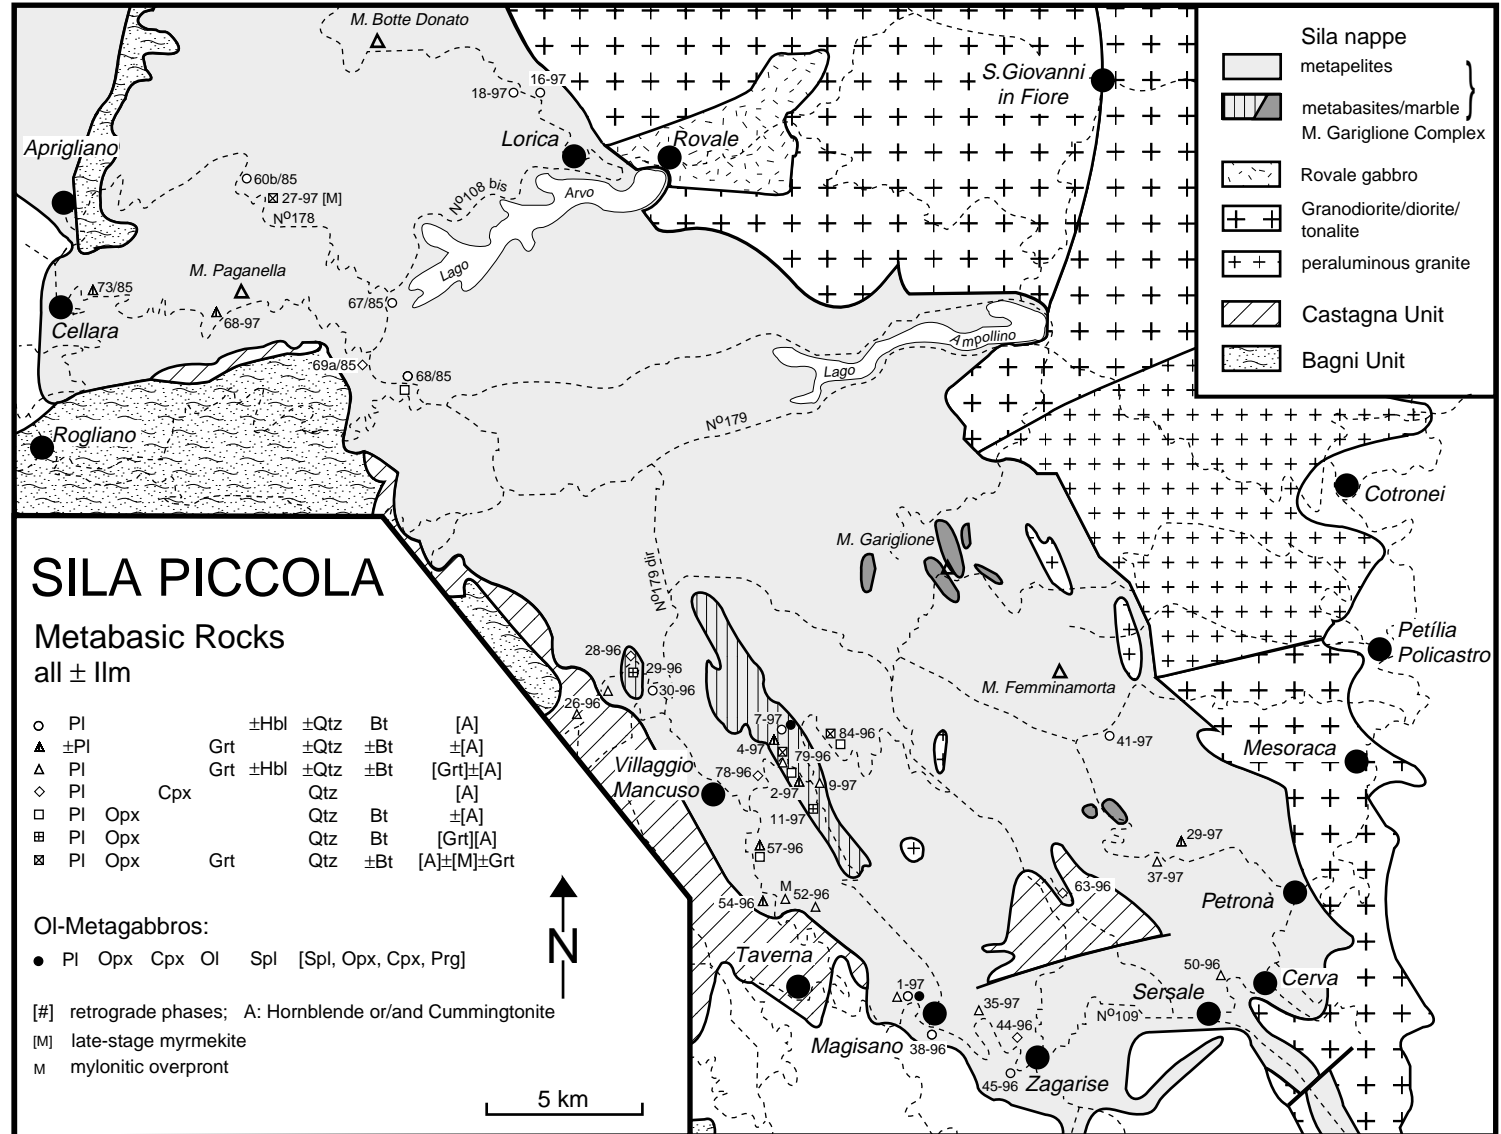 M. Botte Donato
16-97
18-97
S.Giovanni
in Fiore
Aprigliano
Lorica
Rovale
60b/85
27-97 [M]
Nº178
Nº108 bis
Arvo
Lago
M. Paganella
73/85
67/85
Cellara
68-97
69a/85
68/85
Ampollino
Lago
Nº179
Rogliano
Cotronei
Sila nappe
metapelites
metabasites/marble
M. Gariglione Complex
Rovale gabbro
Granodiorite/diorite/
tonalite
peraluminous granite
Castagna Unit
Bagni Unit
M. Gariglione
Nº179 dir
Petília
Policastro
28-96
29-96
30-96
26-96
M. Femminamorta
7-97
84-96
4-97
79-96
41-97
Mesoraca
Villaggio
Mancuso
78-96
2-97
9-97
11-97
57-96
29-97
37-97
M
52-96
54-96
63-96
Petronà
Taverna
50-96
Cerva
1-97
35-97
Sersale
Nº109
44-96
Magisano
38-96
45-96
Zagarise
SILA PICCOLA
Metabasic Rocks
all ± Ilm
Pl ±Hbl ±Qtz Bt [A]
±Pl Grt ±Qtz ±Bt ±[A]
Pl Grt ±Hbl ±Qtz ±Bt [Grt]±[A]
Pl Cpx Qtz [A]
Pl Opx Qtz Bt ±[A]
Pl Opx Qtz Bt [Grt][A]
Pl Opx Grt Qtz ±Bt [A]±[M]±Grt
Ol-Metagabbros:
Pl Opx Cpx Ol Spl [Spl, Opx, Cpx, Prg]
[#] retrograde phases; A: Hornblende or/and Cummingtonite
[M] late-stage myrmekite
M mylonitic overpront
N
5 km